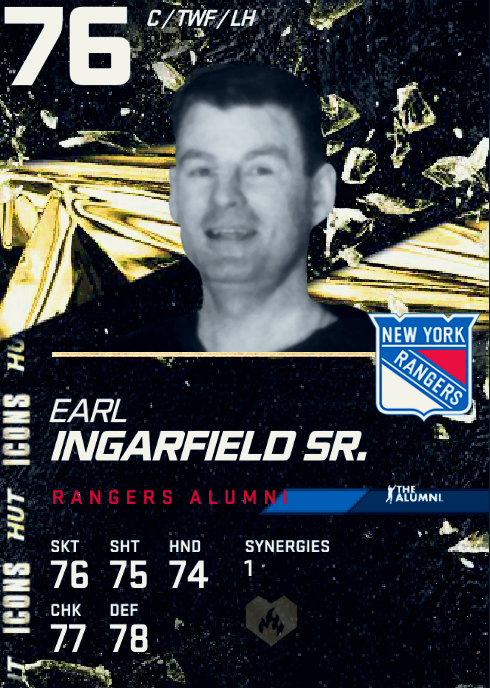 76
C / TWF / LH
NEW YORK
RANGERS
EARL
INGARFIELD SR.
RANGERS ALUMNI
THE
ALUMNI.
SKT SHT HND SYNERGIES
76 75 74 1
CHK DEF
77 78
ICONS HUT
ICONS HUT